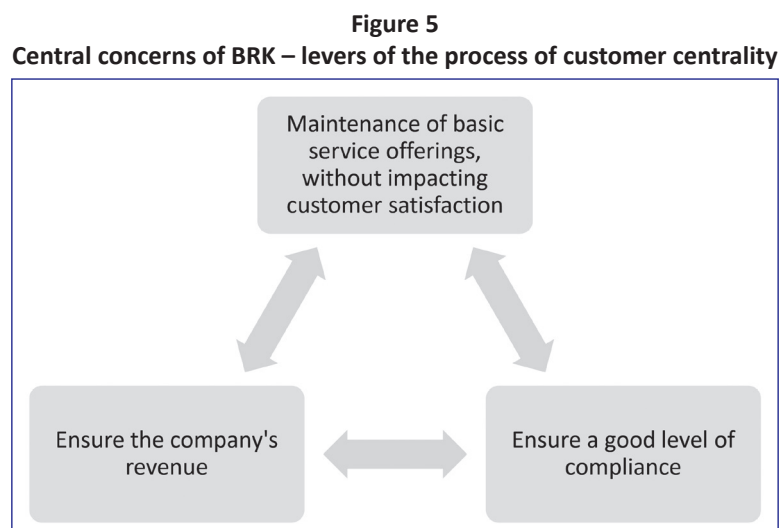 Figure 5
Central concerns of BRK – levers of the process of customer centrality
Maintenance of basic
service offerings,
without impacting
customer satisfaction
Ensure the company's
revenue
Ensure a good level of
compliance